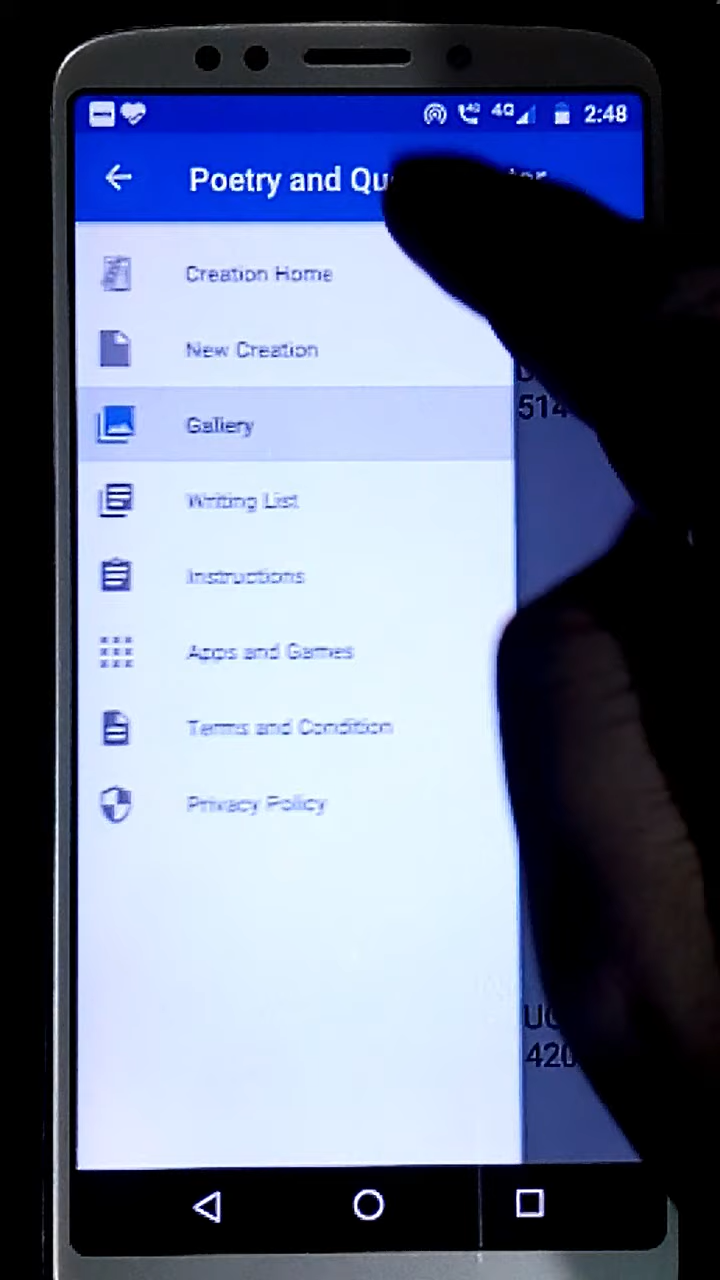 2:48
Poetry and
Creation Home
New Creation
Gallery
Writing List
Instructions
Apps and Games
Terms and Condition
Privacy Policy